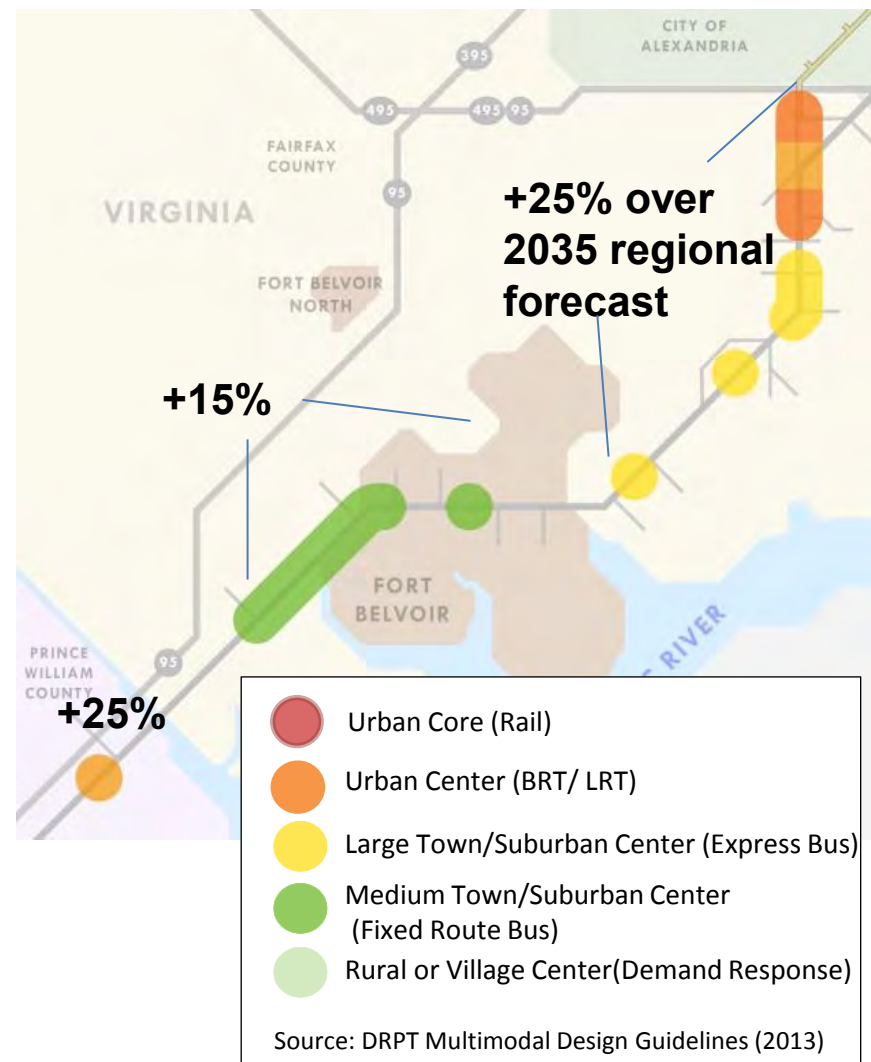 CITY OF
ALEXANDRIA
395
495
495
95
FAIRFAX
COUNTY
95
VIRGINIA
+25% over
2035 regional
forecast
FORT BELVOIR
NORTH
+15%
FORT
BELVOIR
RIVER
PRINCE
WILLIAM
COUNTY
95
+25%
Urban Core (Rail)
Urban Center (BRT/ LRT)
Large Town/Suburban Center (Express Bus)
Medium Town/Suburban Center
(Fixed Route Bus)
Rural or Village Center(Demand Response)
Source: DRPT Multimodal Design Guidelines (2013)